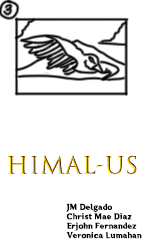 3
HIMAL-US
JM Delgado
Christ Mae Diaz
Erjohn Fernandez
Veronica Lumahan